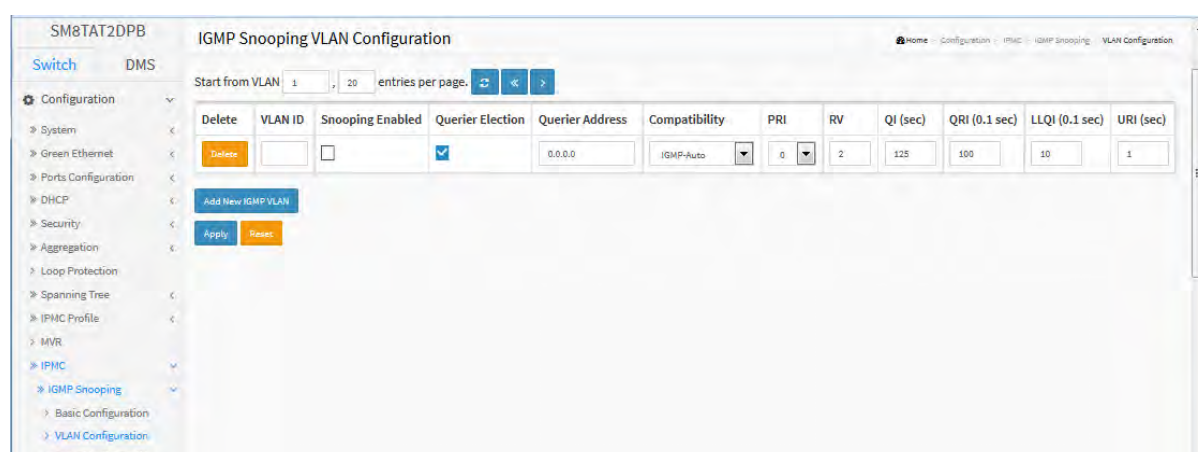 SM8TAT2DPB
Switch DMS
Configuration
System
Green Ethernet
Ports Configuration
DHCP
Security
Aggregation
Loop Protection
Spanning Tree
IPMC Profile
MVR
IPMC
IGMP Snooping
Basic Configuration
VLAN Configuration
IGMP Snooping VLAN Configuration
Home Configuration IPMC IGMP Snooping VLAN Configuration
Start from VLAN 1 , 20 entries per page.
Delete VLAN ID Snooping Enabled Querier Election Querier Address Compatibility PRI RV QI (sec) QRI (0.1 sec) LLQI (0.1 sec) URI (sec)
Delete 0.0.0.0 IGMP-Auto 0 2 125 100 10 1
Add New IGMP VLAN
Apply Reset